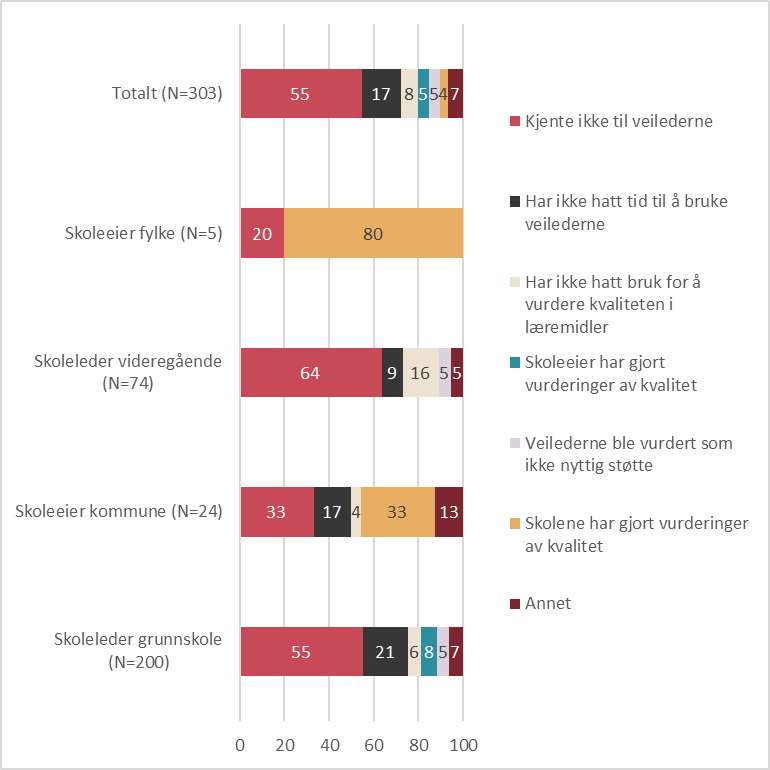 Totalt (N=303)
55 17 8 5 5 4 7
Skoleeier fylke (N=5)
20 80
Skoleleder videregående
(N=74)
64 9 16 5 5
Skoleeier kommune (N=24)
33 17 4 33 13
Skoleleder grunnskole
(N=200)
55 21 6 8 5 7
0 20 40 60 80 100
Kjente ikke til veilederne
Har ikke hatt tid til å bruke
veilederne
Har ikke hatt bruk for å
vurdere kvaliteten i
læremidler
Skoleeier har gjort
vurderinger av kvalitet
Veilederne ble vurdert som
ikke nyttig støtte
Skolene har gjort vurderinger
av kvalitet
Annet